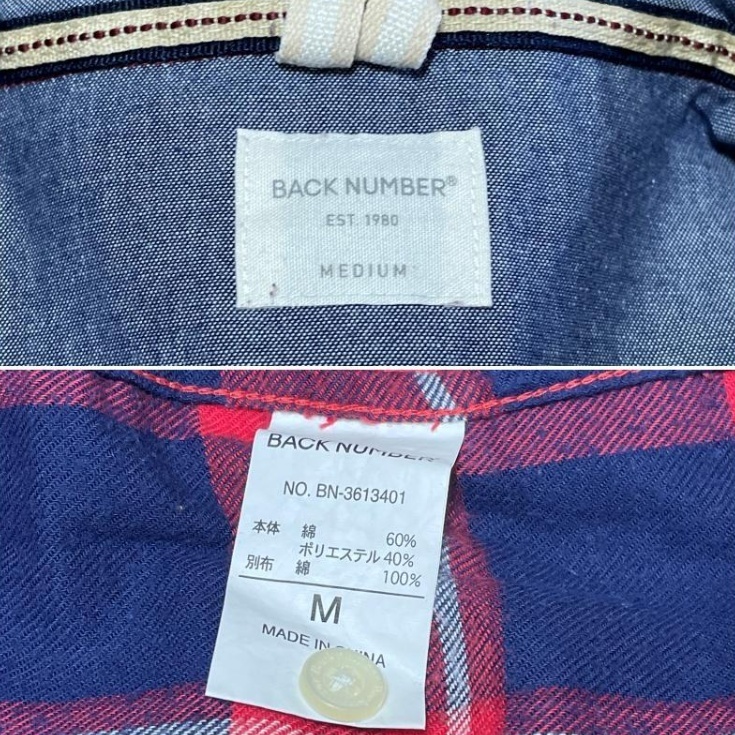 BACK NUMBER®
EST. 1980
MEDIUM
BACK NUMBER
NO. BN-3613401
本体 綿 60%
ポリエステル 40%
別布 綿 100%
M
MADE IN CHINA